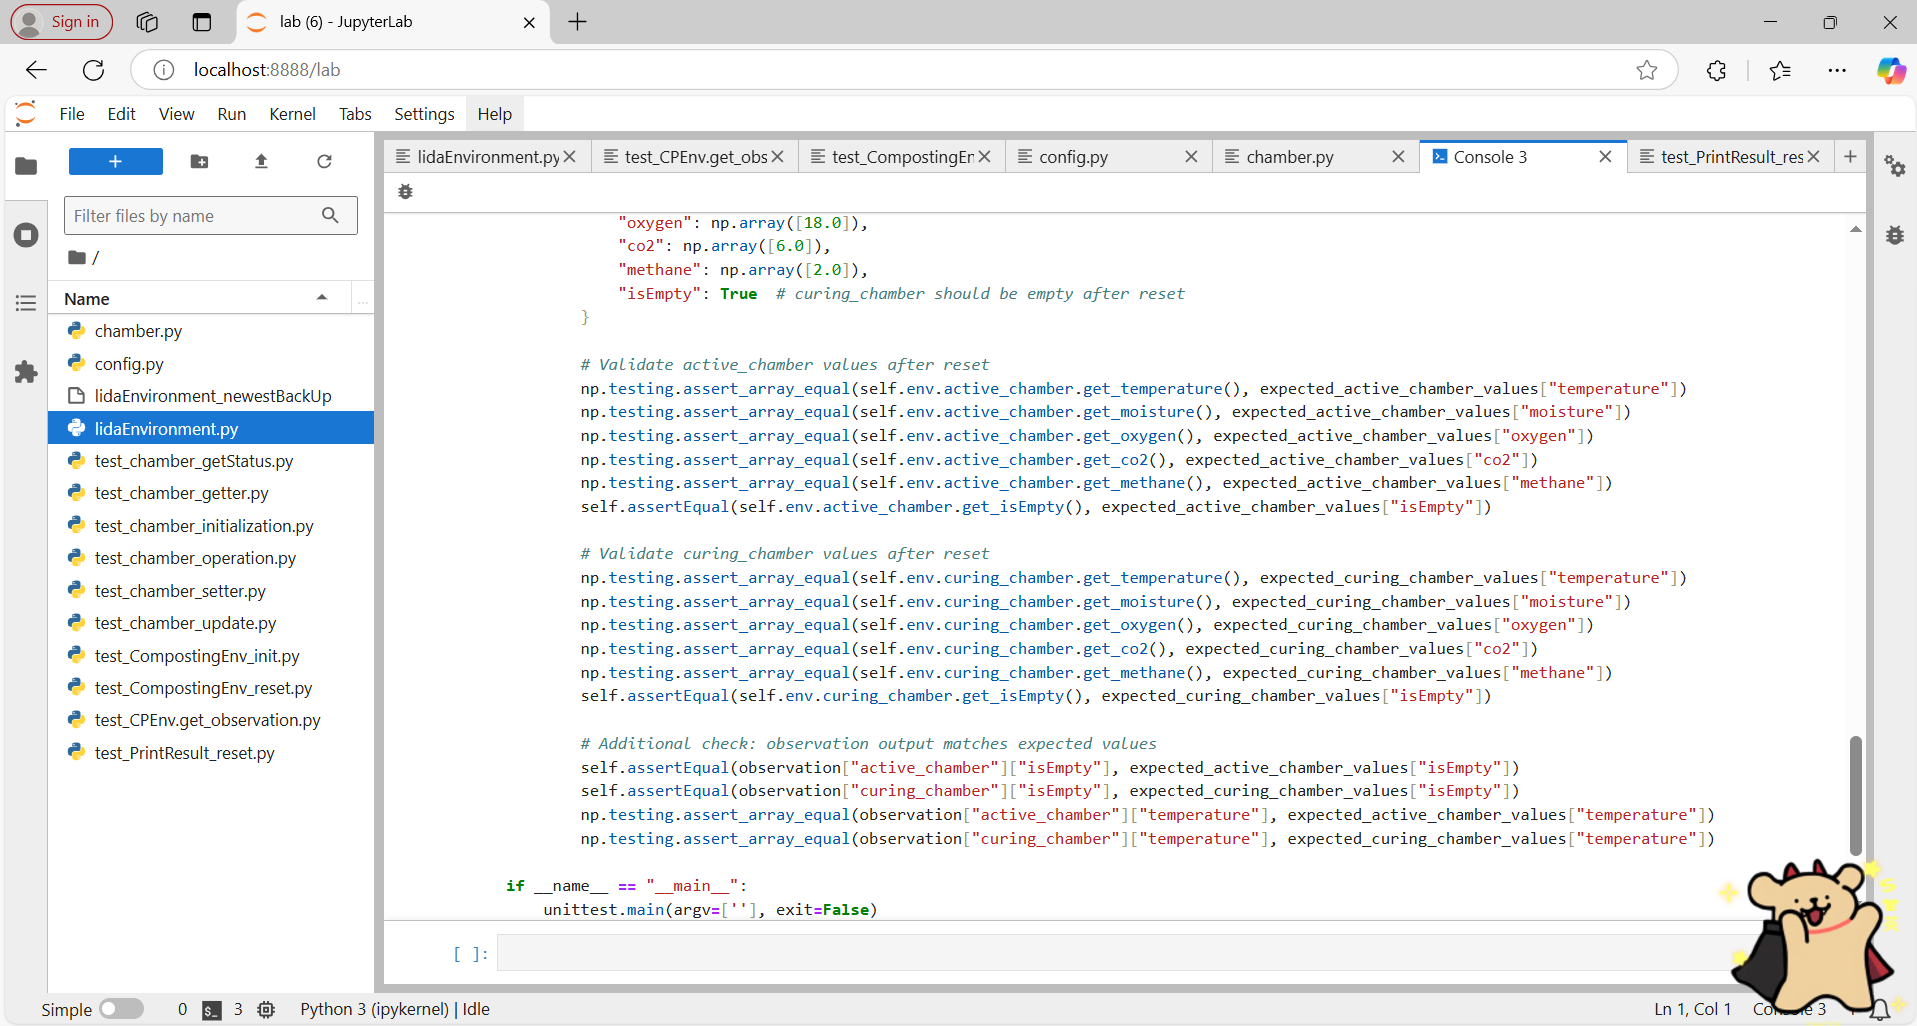 Sign in
lab (6) - JupyterLab
localhost:8888/lab
File Edit View Run Kernel Tabs Settings Help
+
Filter files by name
/
Name
...
chamber.py
config.py
lidaEnvironment_newestBackUp
lidaEnvironment.py
test_chamber_getStatus.py
test_chamber_getter.py
test_chamber_initialization.py
test_chamber_operation.py
test_chamber_setter.py
test_chamber_update.py
test_CompostingEnv_init.py
test_CompostingEnv_reset.py
test_CPEnv.get_observation.py
test_PrintResult_reset.py
lidaEnvironment.py test_CPEnv.get_obs test_CompostingEn config.py chamber.py Console 3 test_PrintResult_res
"oxygen": np.array([18.0]),
"co2": np.array([6.0]),
"methane": np.array([2.0]),
"isEmpty": True # curing_chamber should be empty after reset
}
# Validate active_chamber values after reset
np.testing.assert_array_equal(self.env.active_chamber.get_temperature(), expected_active_chamber_values["temperature"])
np.testing.assert_array_equal(self.env.active_chamber.get_moisture(), expected_active_chamber_values["moisture"])
np.testing.assert_array_equal(self.env.active_chamber.get_oxygen(), expected_active_chamber_values["oxygen"])
np.testing.assert_array_equal(self.env.active_chamber.get_co2(), expected_active_chamber_values["co2"])
np.testing.assert_array_equal(self.env.active_chamber.get_methane(), expected_active_chamber_values["methane"])
self.assertEqual(self.env.active_chamber.get_isEmpty(), expected_active_chamber_values["isEmpty"])
# Validate curing_chamber values after reset
np.testing.assert_array_equal(self.env.curing_chamber.get_temperature(), expected_curing_chamber_values["temperature"])
np.testing.assert_array_equal(self.env.curing_chamber.get_moisture(), expected_curing_chamber_values["moisture"])
np.testing.assert_array_equal(self.env.curing_chamber.get_oxygen(), expected_curing_chamber_values["oxygen"])
np.testing.assert_array_equal(self.env.curing_chamber.get_co2(), expected_curing_chamber_values["co2"])
np.testing.assert_array_equal(self.env.curing_chamber.get_methane(), expected_curing_chamber_values["methane"])
self.assertEqual(self.env.curing_chamber.get_isEmpty(), expected_curing_chamber_values["isEmpty"])
# Additional check: observation output matches expected values
self.assertEqual(observation["active_chamber"]["isEmpty"], expected_active_chamber_values["isEmpty"])
self.assertEqual(observation["curing_chamber"]["isEmpty"], expected_curing_chamber_values["isEmpty"])
np.testing.assert_array_equal(observation["active_chamber"]["temperature"], expected_active_chamber_values["temperature"])
np.testing.assert_array_equal(observation["curing_chamber"]["temperature"], expected_curing_chamber_values["temperature"])
if __name__ == "__main__":
unittest.main(argv=[''], exit=False)
[ ]:
Simple 0 $_ 3 Python 3 (ipykernel) | Idle Ln 1, Col 1 3